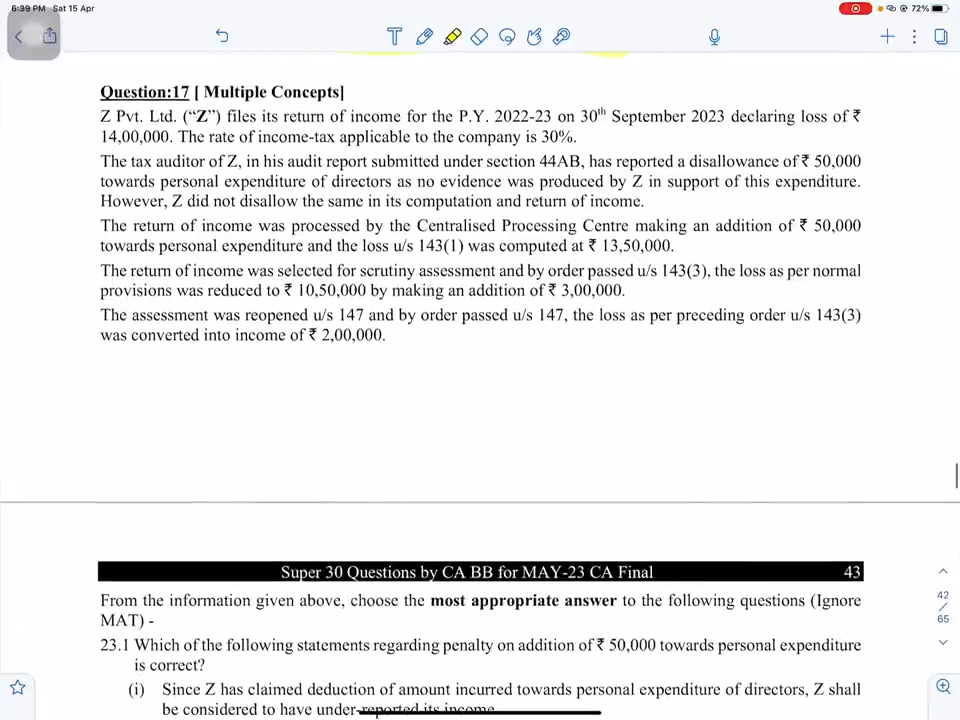 6:39 PM Sat 15 Apr
72%
Question:17 [ Multiple Concepts]
Z Pvt. Ltd. (“Z”) files its return of income for the P.Y. 2022-23 on 30th September 2023 declaring loss of ₹
14,00,000. The rate of income-tax applicable to the company is 30%.
The tax auditor of Z, in his audit report submitted under section 44AB, has reported a disallowance of ₹ 50,000
towards personal expenditure of directors as no evidence was produced by Z in support of this expenditure.
However, Z did not disallow the same in its computation and return of income.
The return of income was processed by the Centralised Processing Centre making an addition of ₹ 50,000
towards personal expenditure and the loss u/s 143(1) was computed at ₹ 13,50,000.
The return of income was selected for scrutiny assessment and by order passed u/s 143(3), the loss as per normal
provisions was reduced to ₹ 10,50,000 by making an addition of ₹ 3,00,000.
The assessment was reopened u/s 147 and by order passed u/s 147, the loss as per preceding order u/s 143(3)
was converted into income of ₹ 2,00,000.
Super 30 Questions by CA BB for MAY-23 CA Final 43
From the information given above, choose the most appropriate answer to the following questions (Ignore
MAT) -
42
/
65
23.1 Which of the following statements regarding penalty on addition of ₹ 50,000 towards personal expenditure
is correct?
(i) Since Z has claimed deduction of amount incurred towards personal expenditure of directors, Z shall
be considered to have under-reported its income